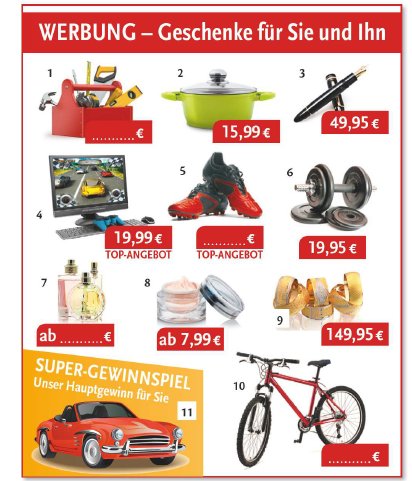 WERBUNG – Geschenke für Sie und Ihn
1
2
3
............ €
15,99 €
49,95 €
4
5
6
19,99 €
TOP-ANGEBOT
............ €
TOP-ANGEBOT
19,95 €
7
8
9
ab ............ €
ab 7,99 €
149,95 €
SUPER-GEWINNSPIEL
Unser Hauptgewinn für Sie
11
10
............ €